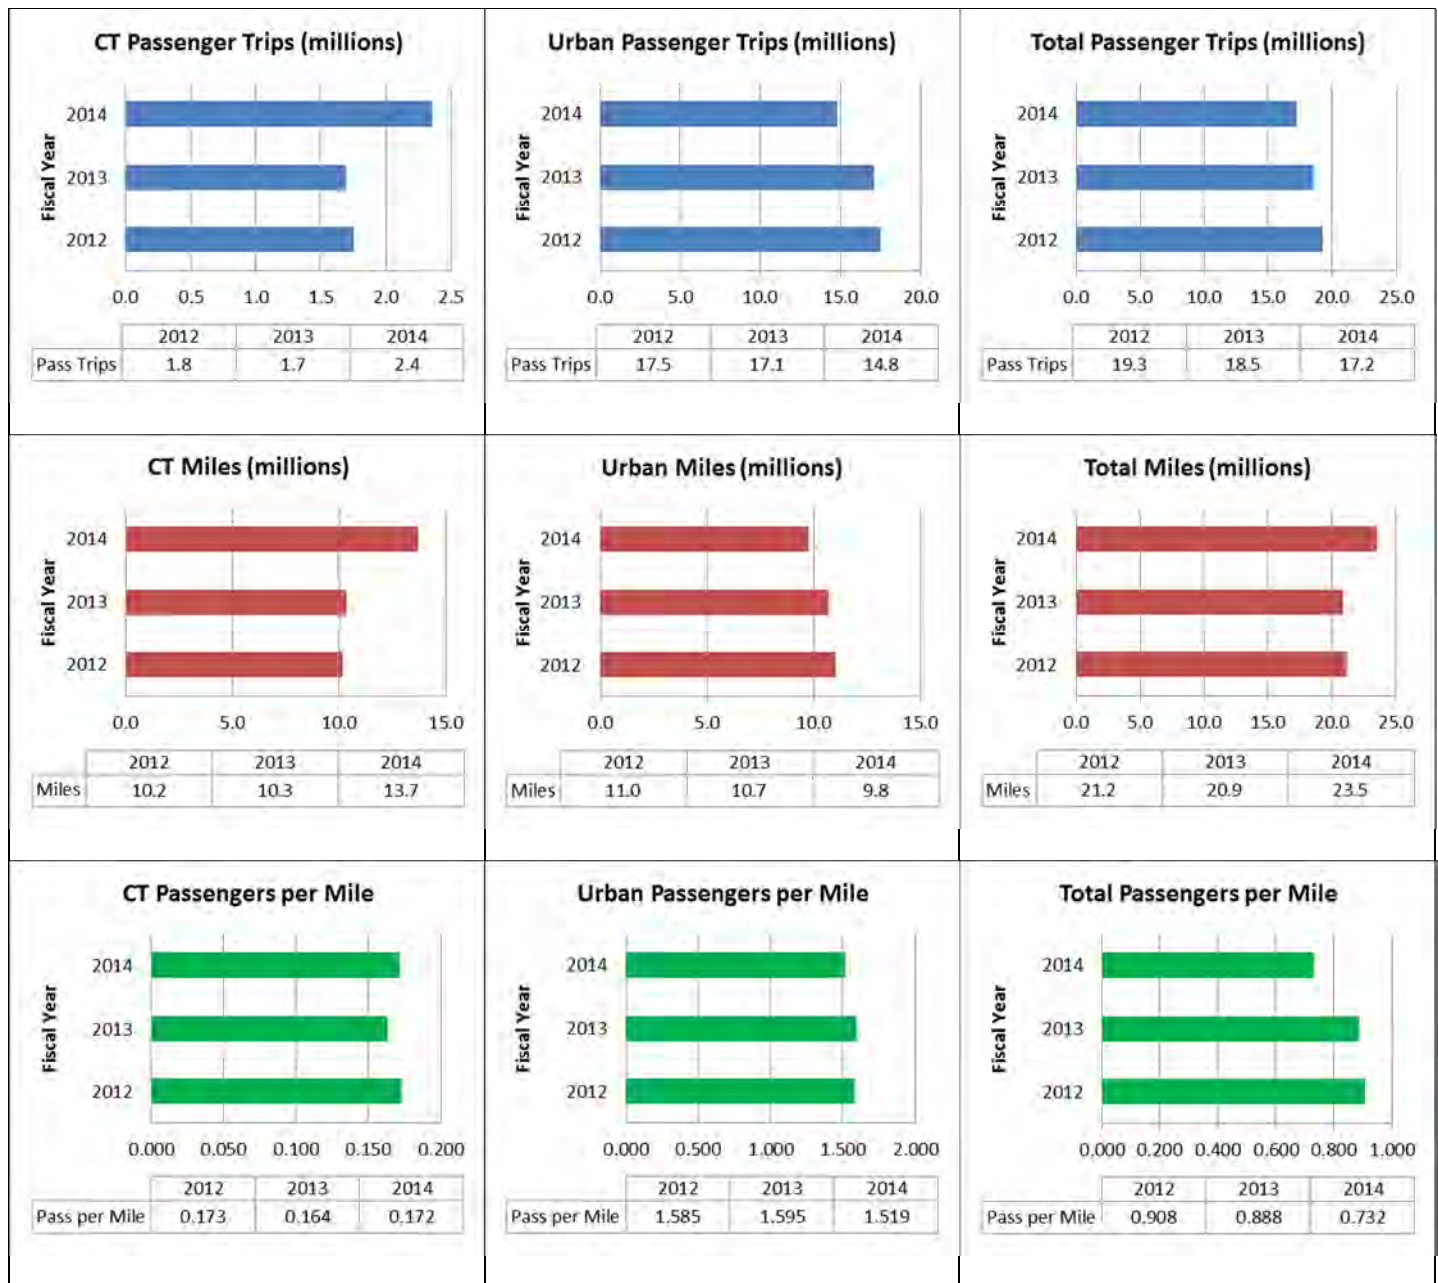 CT Passenger Trips (millions)
Fiscal Year
2014
2013
2012
0.0 0.5 1.0 1.5 2.0 2.5
2012 2013 2014
Pass Trips 1.8 1.7 2.4
Urban Passenger Trips (millions)
Fiscal Year
2014
2013
2012
0.0 5.0 10.0 15.0 20.0
2012 2013 2014
Pass Trips 17.5 17.1 14.8
Total Passenger Trips (millions)
Fiscal Year
2014
2013
2012
0.0 5.0 10.0 15.0 20.0 25.0
2012 2013 2014
Pass Trips 19.3 18.5 17.2
CT Miles (millions)
Fiscal Year
2014
2013
2012
0.0 5.0 10.0 15.0
2012 2013 2014
Miles 10.2 10.3 13.7
Urban Miles (millions)
Fiscal Year
2014
2013
2012
0.0 5.0 10.0 15.0
2012 2013 2014
Miles 11.0 10.7 9.8
Total Miles (millions)
Fiscal Year
2014
2013
2012
0.0 5.0 10.0 15.0 20.0 25.0
2012 2013 2014
Miles 21.2 20.9 23.5
CT Passengers per Mile
Fiscal Year
2014
2013
2012
0.000 0.050 0.100 0.150 0.200
2012 2013 2014
Pass per Mile 0.173 0.164 0.172
Urban Passengers per Mile
Fiscal Year
2014
2013
2012
0.000 0.500 1.000 1.500 2.000
2012 2013 2014
Pass per Mile 1.585 1.595 1.519
Total Passengers per Mile
Fiscal Year
2014
2013
2012
0.000 0.200 0.400 0.600 0.800 1.000
2012 2013 2014
Pass per Mile 0.908 0.888 0.732